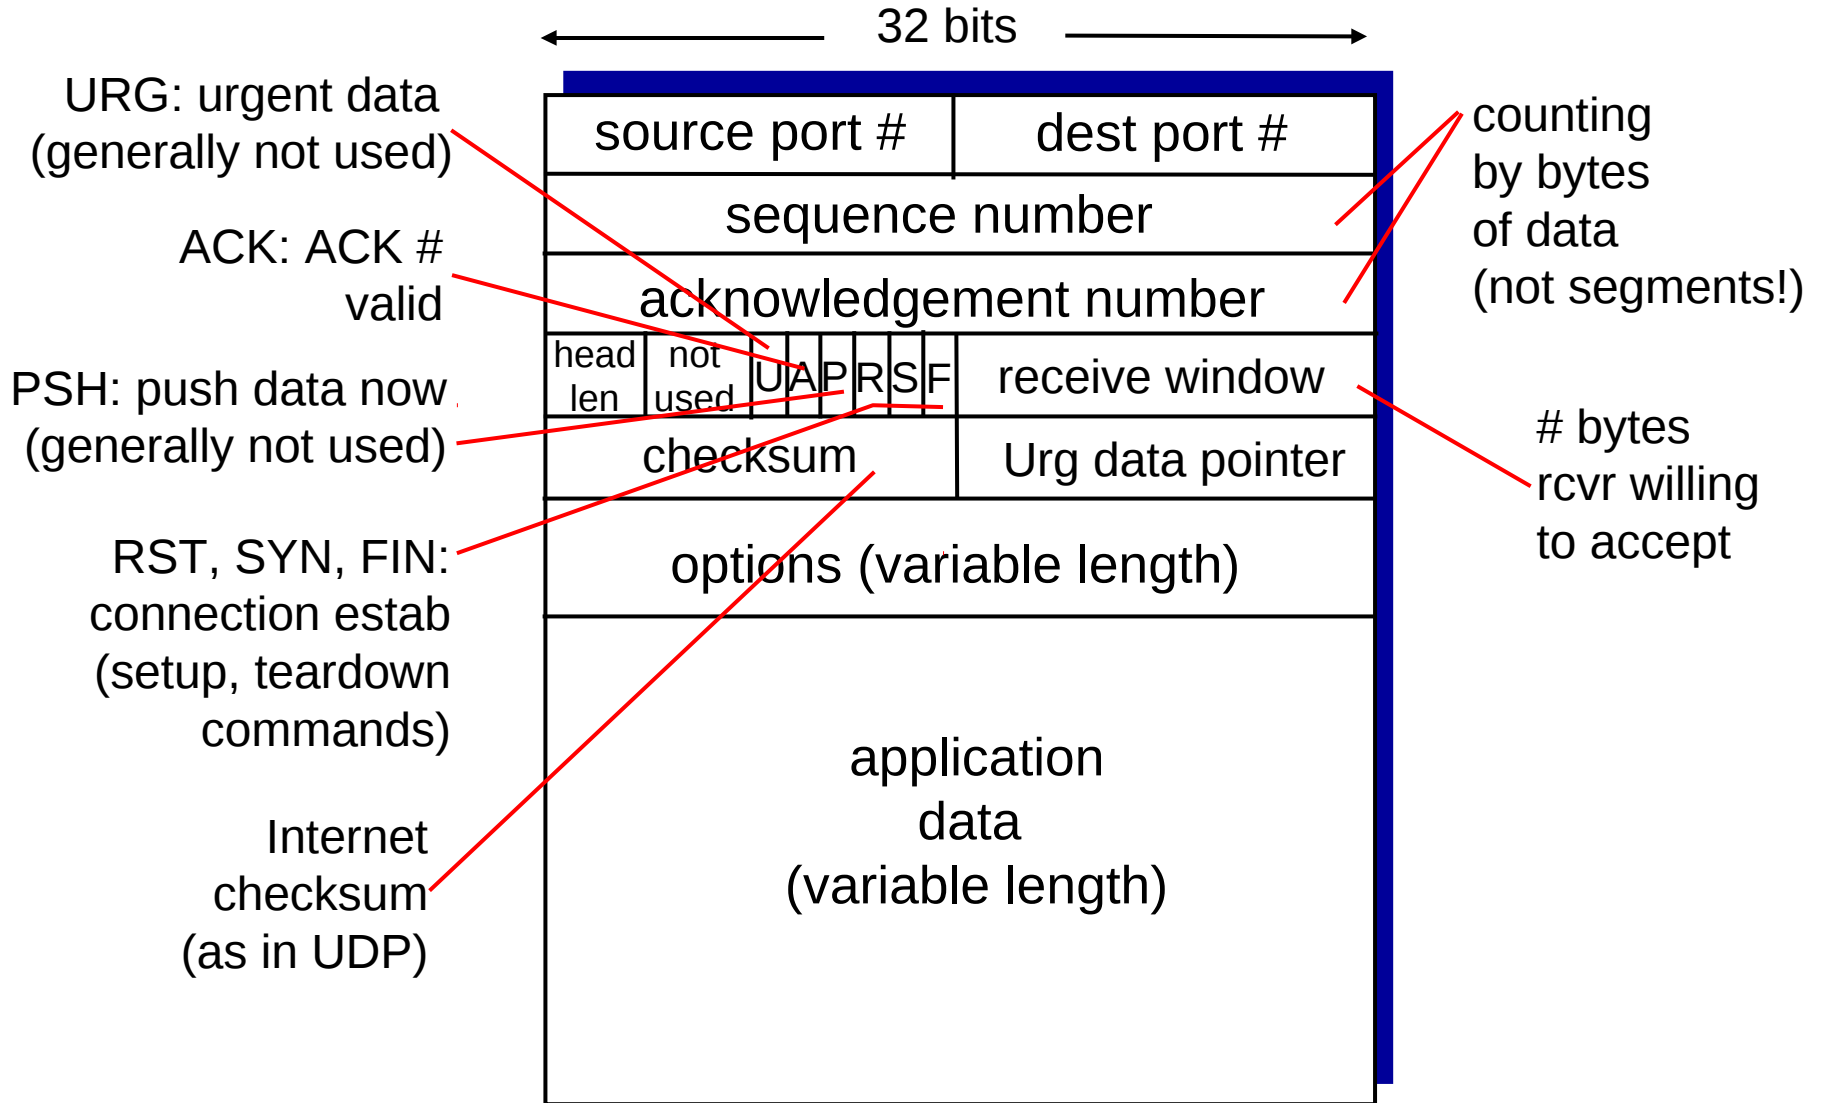 32 bits
URG: urgent data
(generally not used)
ACK: ACK #
valid
PSH: push data now
(generally not used)
RST, SYN, FIN:
connection estab
(setup, teardown
commands)
Internet
checksum
(as in UDP)
source port #
dest port #
sequence number
acknowledgement number
head
len
not
used
U
A
P
R
S
F
receive window
checksum
Urg data pointer
options (variable length)
application
data
(variable length)
counting
by bytes
of data
(not segments!)
# bytes
rcvr willing
to accept